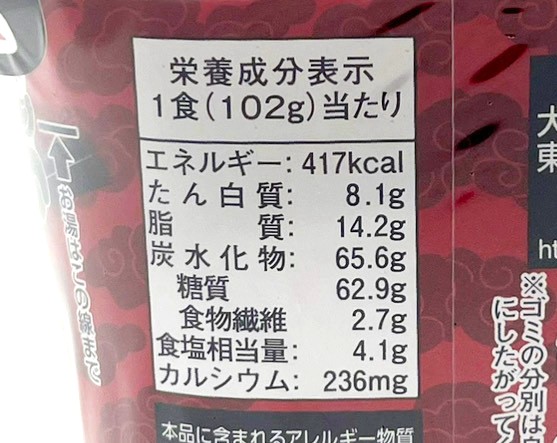 栄養成分表示
1食(102g)当たり
エネルギー: 417kcal
たん白質: 8.1g
脂質: 14.2g
炭水化物: 65.6g
糖質 62.9g
食物繊維 2.7g
食塩相当量: 4.1g
カルシウム: 236mg
本品に含まれるアレルギー物質
お湯はこの線まで
大
東
ht
※ゴミの分別は
にしたがって